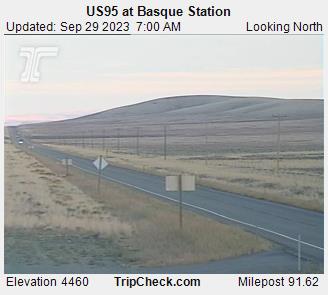 US95 at Basque Station
Updated: Sep 29 2023 7:00 AM Looking North
Elevation 4460 TripCheck.com Milepost 91.62